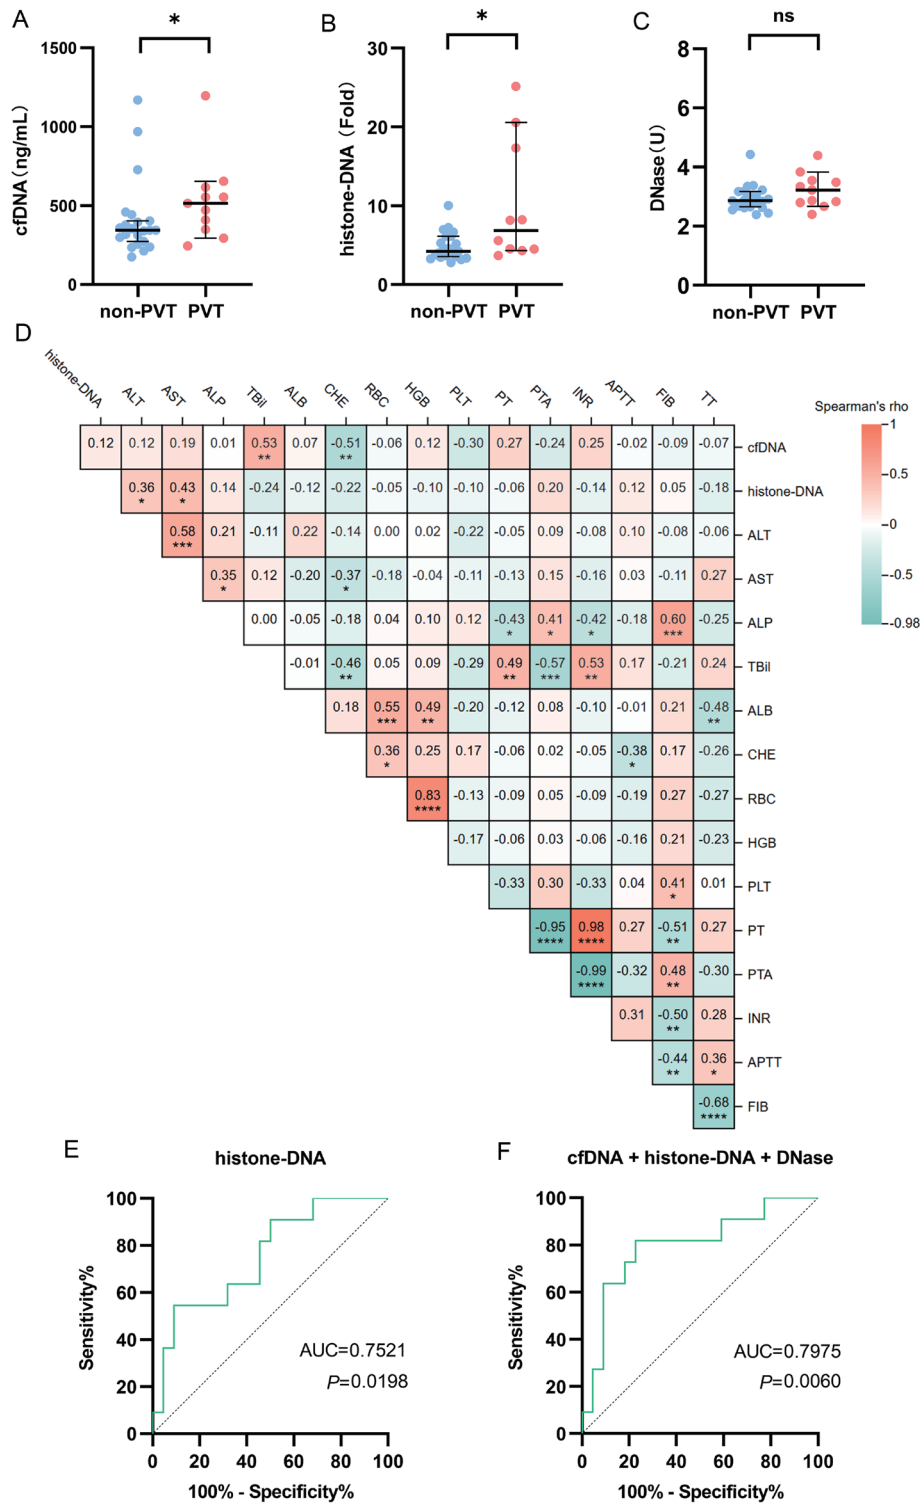 A
*
cfDNA (ng/mL)
1500
1000
500
0
non-PVT PVT
B
*
histone-DNA (Fold)
30
20
10
0
non-PVT PVT
C
ns
DNase (U)
8
6
4
2
0
non-PVT PVT
D
histone-DNA ALT AST ALP TBil ALB CHE RBC HGB PLT PT PTA INR APTT FIB TT
0.12 0.12 0.19 0.01 0.53 0.07 -0.51 -0.06 0.12 -0.30 0.27 -0.24 0.25 -0.02 -0.09 -0.07 cfDNA
** **
0.36 0.43 0.14 -0.24 -0.12 -0.22 -0.05 -0.10 -0.10 -0.06 0.20 -0.14 0.12 0.05 -0.18 histone-DNA
* *
0.58 0.21 -0.11 0.22 -0.14 0.00 0.02 -0.22 -0.05 0.09 -0.08 0.10 -0.08 -0.06 ALT
***
0.35 0.12 -0.20 -0.37 -0.18 -0.04 -0.11 -0.13 0.15 -0.16 0.03 -0.11 0.27 AST
* *
0.00 -0.05 -0.18 0.04 0.10 0.12 -0.43 0.41 -0.42 -0.18 0.60 -0.25 ALP
* * * ***
-0.01 -0.46 0.05 0.09 -0.29 0.49 -0.57 0.53 0.17 -0.21 0.24 TBil
** ** *** **
0.18 0.55 0.49 -0.20 -0.12 0.08 -0.10 -0.01 0.21 -0.48 ALB
*** ** **
0.36 0.25 0.17 -0.06 0.02 -0.05 -0.38 0.17 -0.26 CHE
* *
0.83 -0.13 -0.09 0.05 -0.09 -0.19 0.27 -0.27 RBC
****
-0.17 -0.06 0.03 -0.06 -0.16 0.21 -0.23 HGB
-0.33 0.30 -0.33 0.04 0.41 0.01 PLT
*
-0.95 0.98 0.27 -0.51 0.27 PT
**** **** **
-0.99 -0.32 0.48 -0.30 PTA
**** **
0.31 -0.50 0.28 INR
**
-0.44 0.36 APTT
** *
-0.68 FIB
****
Spearman's rho
1
0.5
0
-0.5
-0.98
E
histone-DNA
Sensitivity%
100
80
60
40
20
0
AUC=0.7521
P=0.0198
0 20 40 60 80 100
100% - Specificity%
F
cfDNA + histone-DNA + DNase
Sensitivity%
100
80
60
40
20
0
AUC=0.7975
P=0.0060
0 20 40 60 80 100
100% - Specificity%